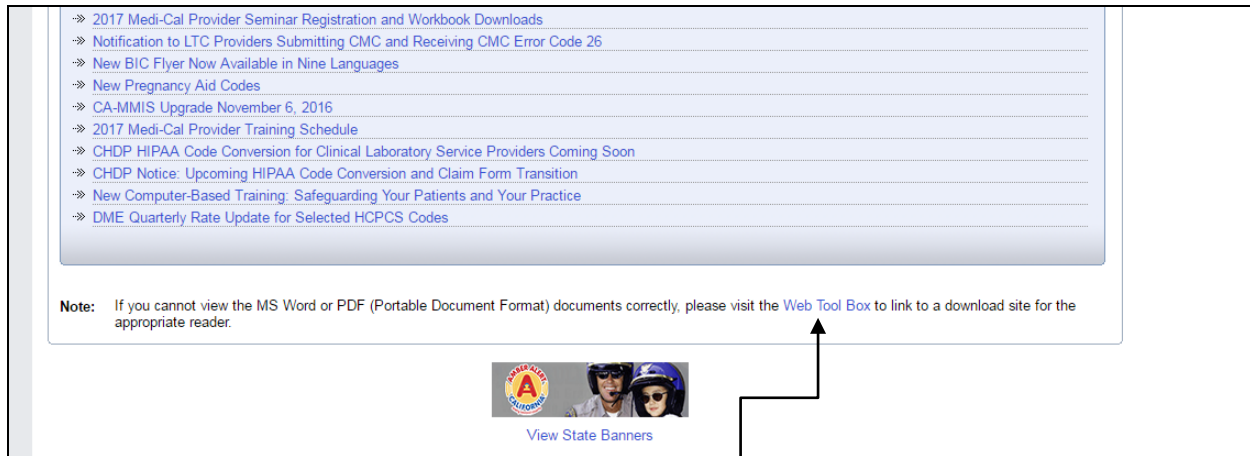 2017 Medi-Cal Provider Seminar Registration and Workbook Downloads
Notification to LTC Providers Submitting CMC and Receiving CMC Error Code 26
New BIC Flyer Now Available in Nine Languages
New Pregnancy Aid Codes
CA-MMIS Upgrade November 6, 2016
2017 Medi-Cal Provider Training Schedule
CHDP HIPAA Code Conversion for Clinical Laboratory Service Providers Coming Soon
CHDP Notice: Upcoming HIPAA Code Conversion and Claim Form Transition
New Computer-Based Training: Safeguarding Your Patients and Your Practice
DME Quarterly Rate Update for Selected HCPCS Codes
Note: If you cannot view the MS Word or PDF (Portable Document Format) documents correctly, please visit the Web Tool Box to link to a download site for the
appropriate reader.
AMBER ALERT
A
CALIFORNIA
View State Banners